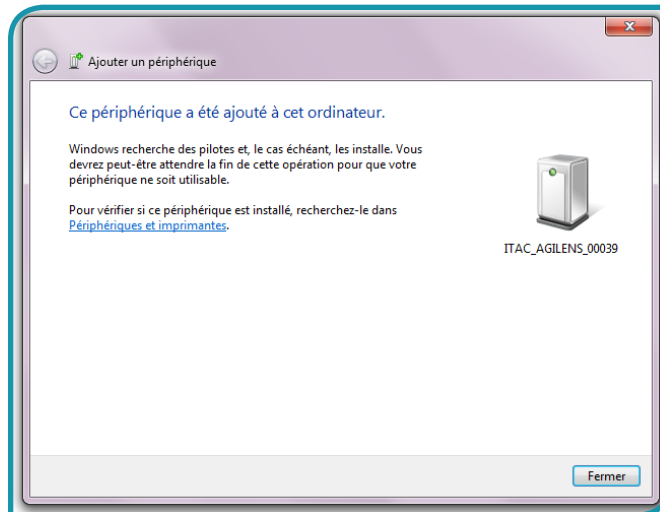 Ajouter un périphérique
Ce périphérique a été ajouté à cet ordinateur.
Windows recherche des pilotes et, le cas échéant, les installe. Vous
devrez peut-être attendre la fin de cette opération pour que votre
périphérique ne soit utilisable.
Pour vérifier si ce périphérique est installé, recherchez-le dans
Périphériques et imprimantes.
ITAC_AGILENS_00039
Fermer